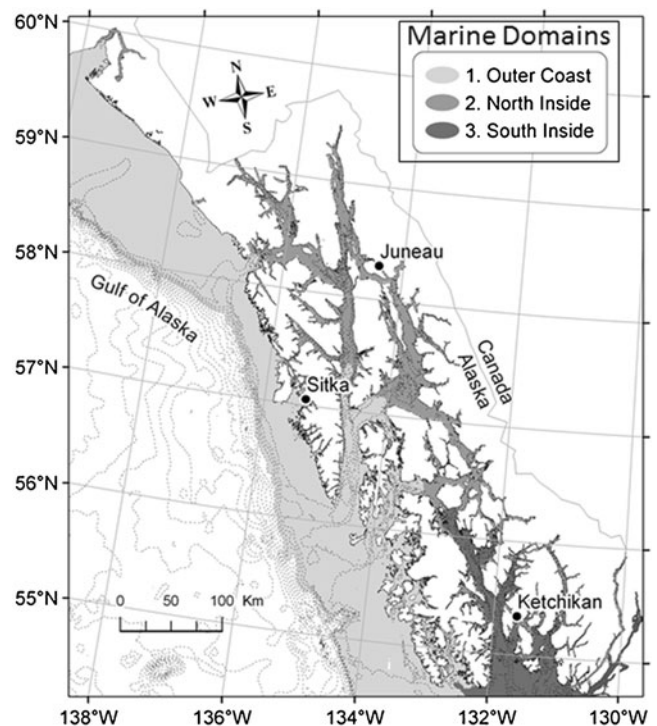 60°N
59°N
58°N
57°N
56°N
55°N
Marine Domains
1. Outer Coast
2. North Inside
3. South Inside
N
W
E
S
Juneau
Gulf of Alaska
Canada
Alaska
Sitka
Ketchikan
0 50 100 Km
138°W 136°W 134°W 132°W 130°W